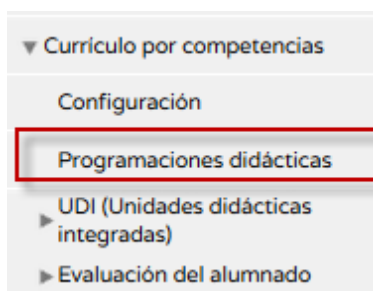 Currículo por competencias
Configuración
Programaciones didácticas
UDI (Unidades didácticas
integradas)
Evaluación del alumnado